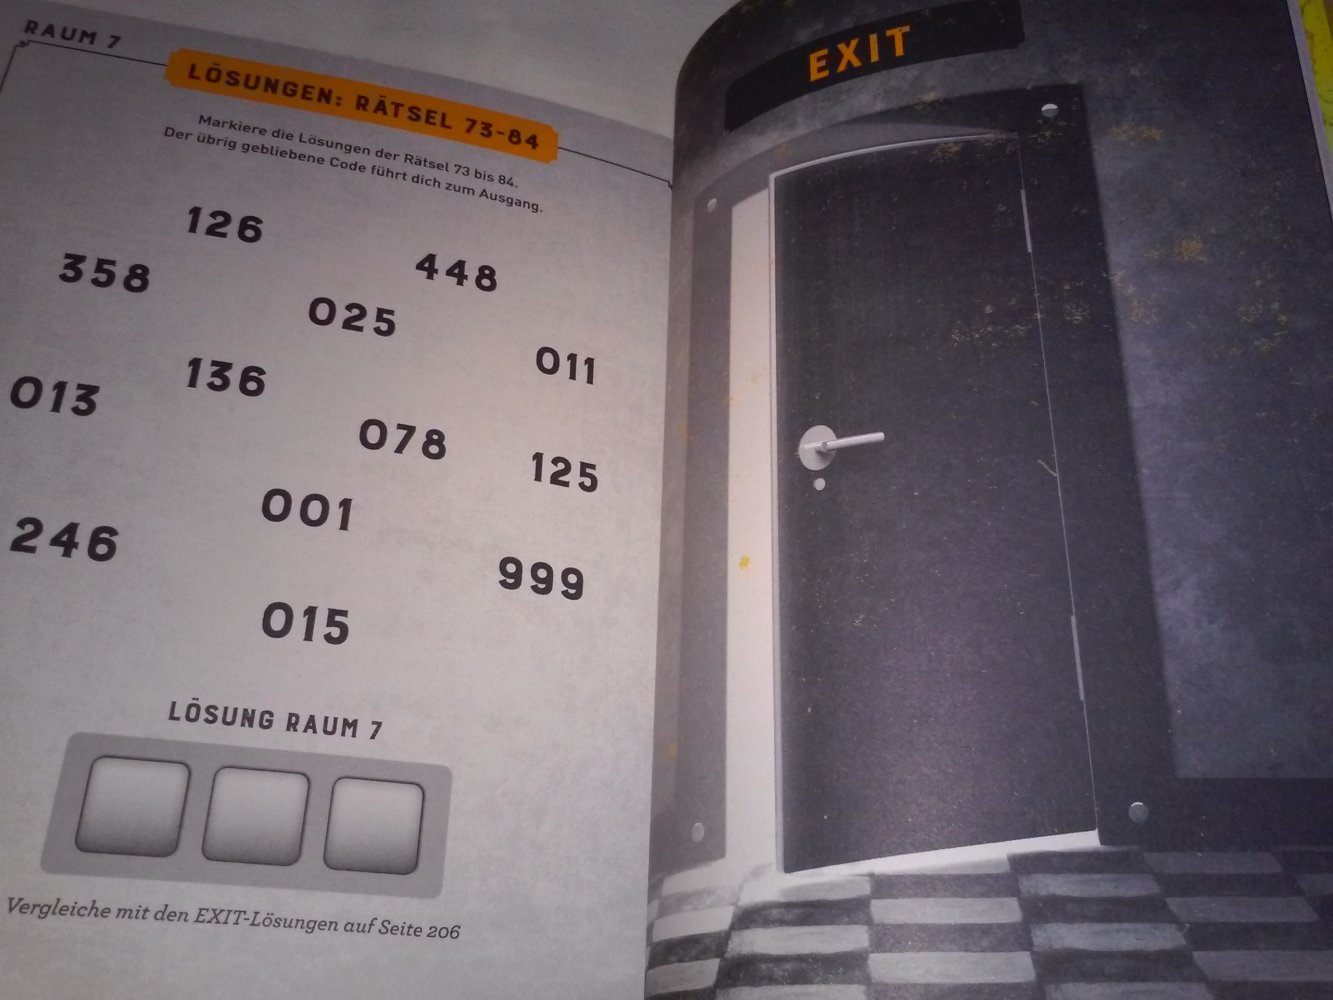 RAUM 7
LÖSUNGEN: RÄTSEL 73-84
Markiere die Lösungen der Rätsel 73 bis 84.
Der übrig gebliebene Code führt dich zum Ausgang.
126
448
358
025
011
136
013
078
125
001
246
999
015
LÖSUNG RAUM 7
Vergleiche mit den EXIT-Lösungen auf Seite 206
EXIT